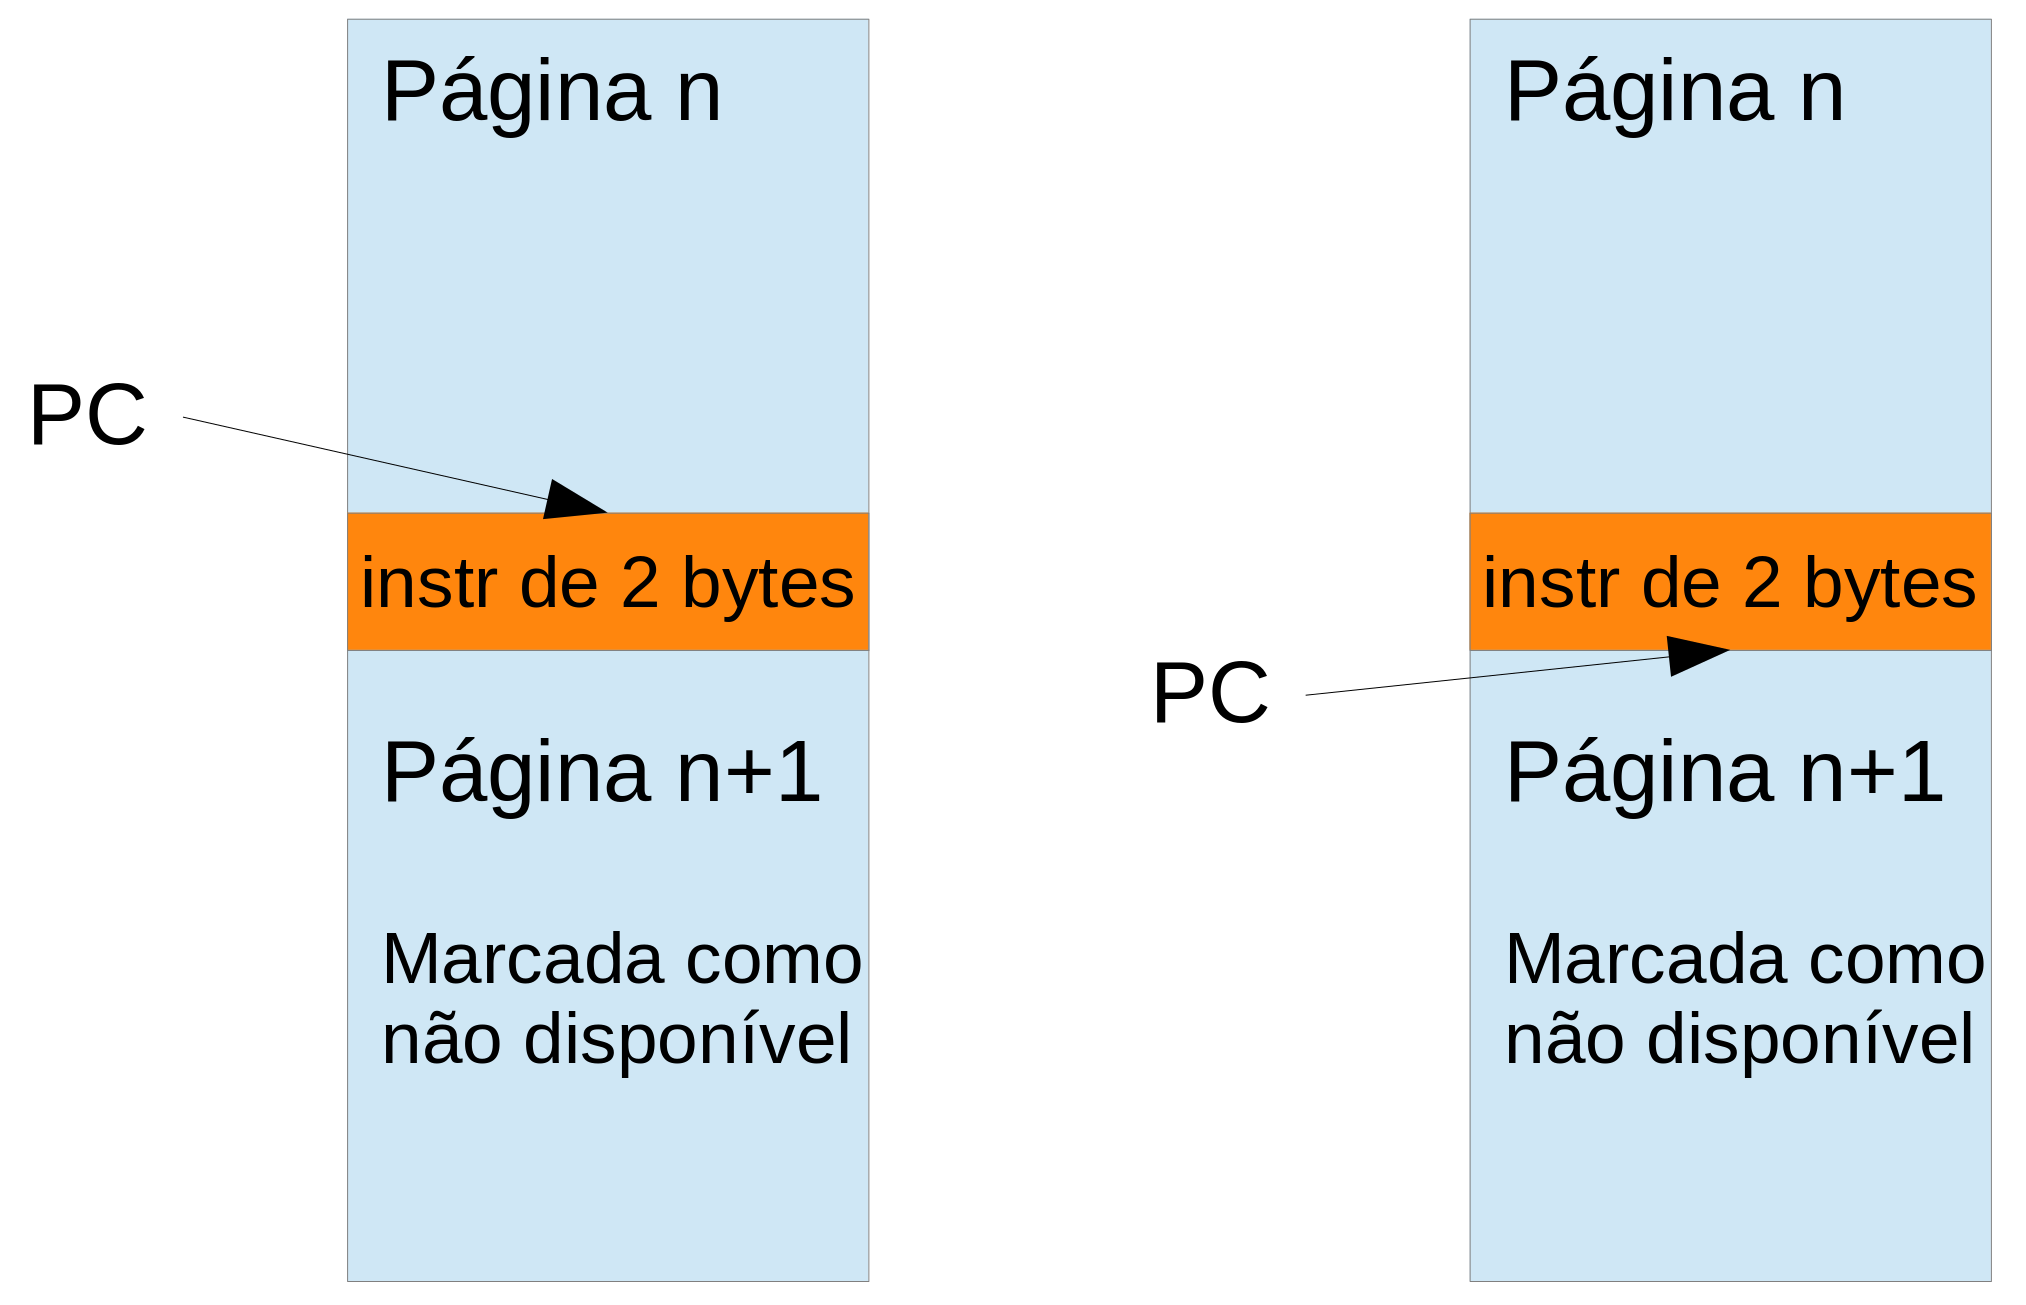 Página n
PC
instr de 2 bytes
Página n+1
Marcada como
não disponível
Página n
instr de 2 bytes
PC
Página n+1
Marcada como
não disponível